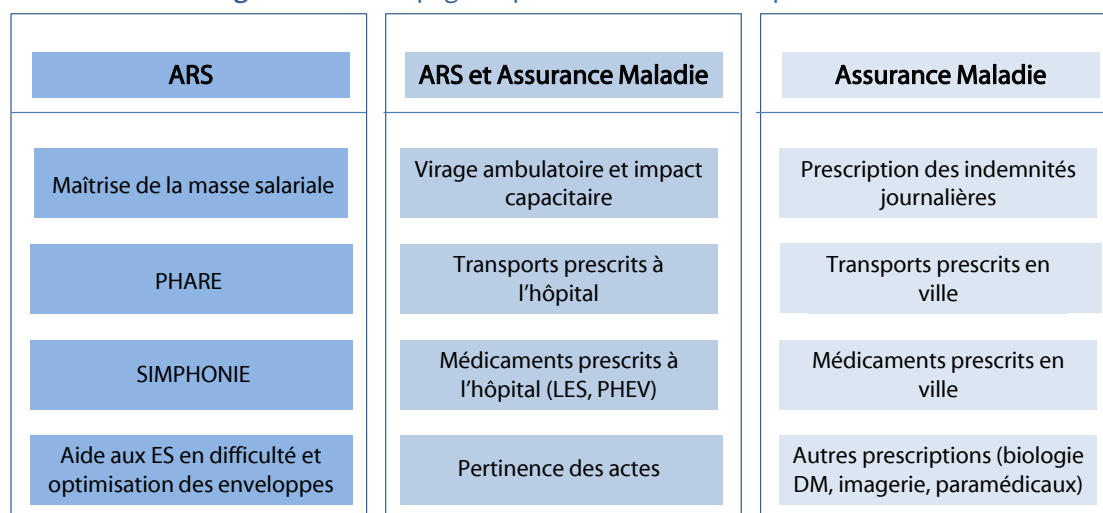 ARS
Maîtrise de la masse salariale
PHARE
SIMPHONIE
Aide aux ES en difficulté et
optimisation des enveloppes
ARS et Assurance Maladie
Virage ambulatoire et impact
capacitaire
Transports prescrits à
l’hôpital
Médicaments prescrits à
l’hôpital (LES, PHEV)
Pertinence des actes
Assurance Maladie
Prescription des indemnités
journalières
Transports prescrits en
ville
Médicaments prescrits en
ville
Autres prescriptions (biologie
DM, imagerie, paramédicaux)